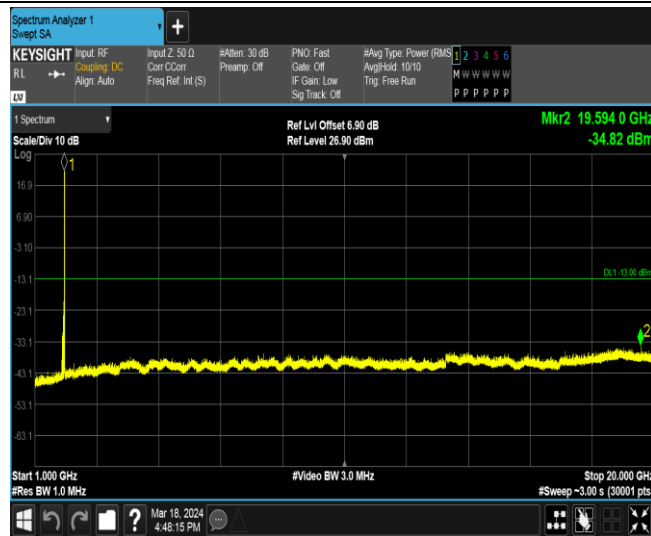 Spectrum Analyzer 1
Swept SA
+
KEYSIGHT
RL
LXI
Input: RF
Coupling: DC
Align: Auto
Input Z: 50 Ω
Corr CCorr
Freq Ref: Int (S)
#Atten: 30 dB
Preamp: Off
PNO: Fast
Gate: Off
IF Gain: Low
Sig Track: Off
#Avg Type: Power (RMS
Avg|Hold: 10/10
Trig: Free Run
1 2 3 4 5 6
M W W W W W
P P P P P P
1 Spectrum
Scale/Div 10 dB
Log
Ref Lvl Offset 6.90 dB
Ref Level 26.90 dBm
Mkr2 19.594 0 GHz
-34.82 dBm
1
16.9
6.90
-3.10
-13.1
DL1 -13.00 dBm
-23.1
-33.1
2
-43.1
-53.1
-63.1
Start 1.000 GHz
#Res BW 1.0 MHz
#Video BW 3.0 MHz
Stop 20.000 GHz
#Sweep ~3.00 s (30001 pts
?
Mar 18, 2024
4:48:15 PM